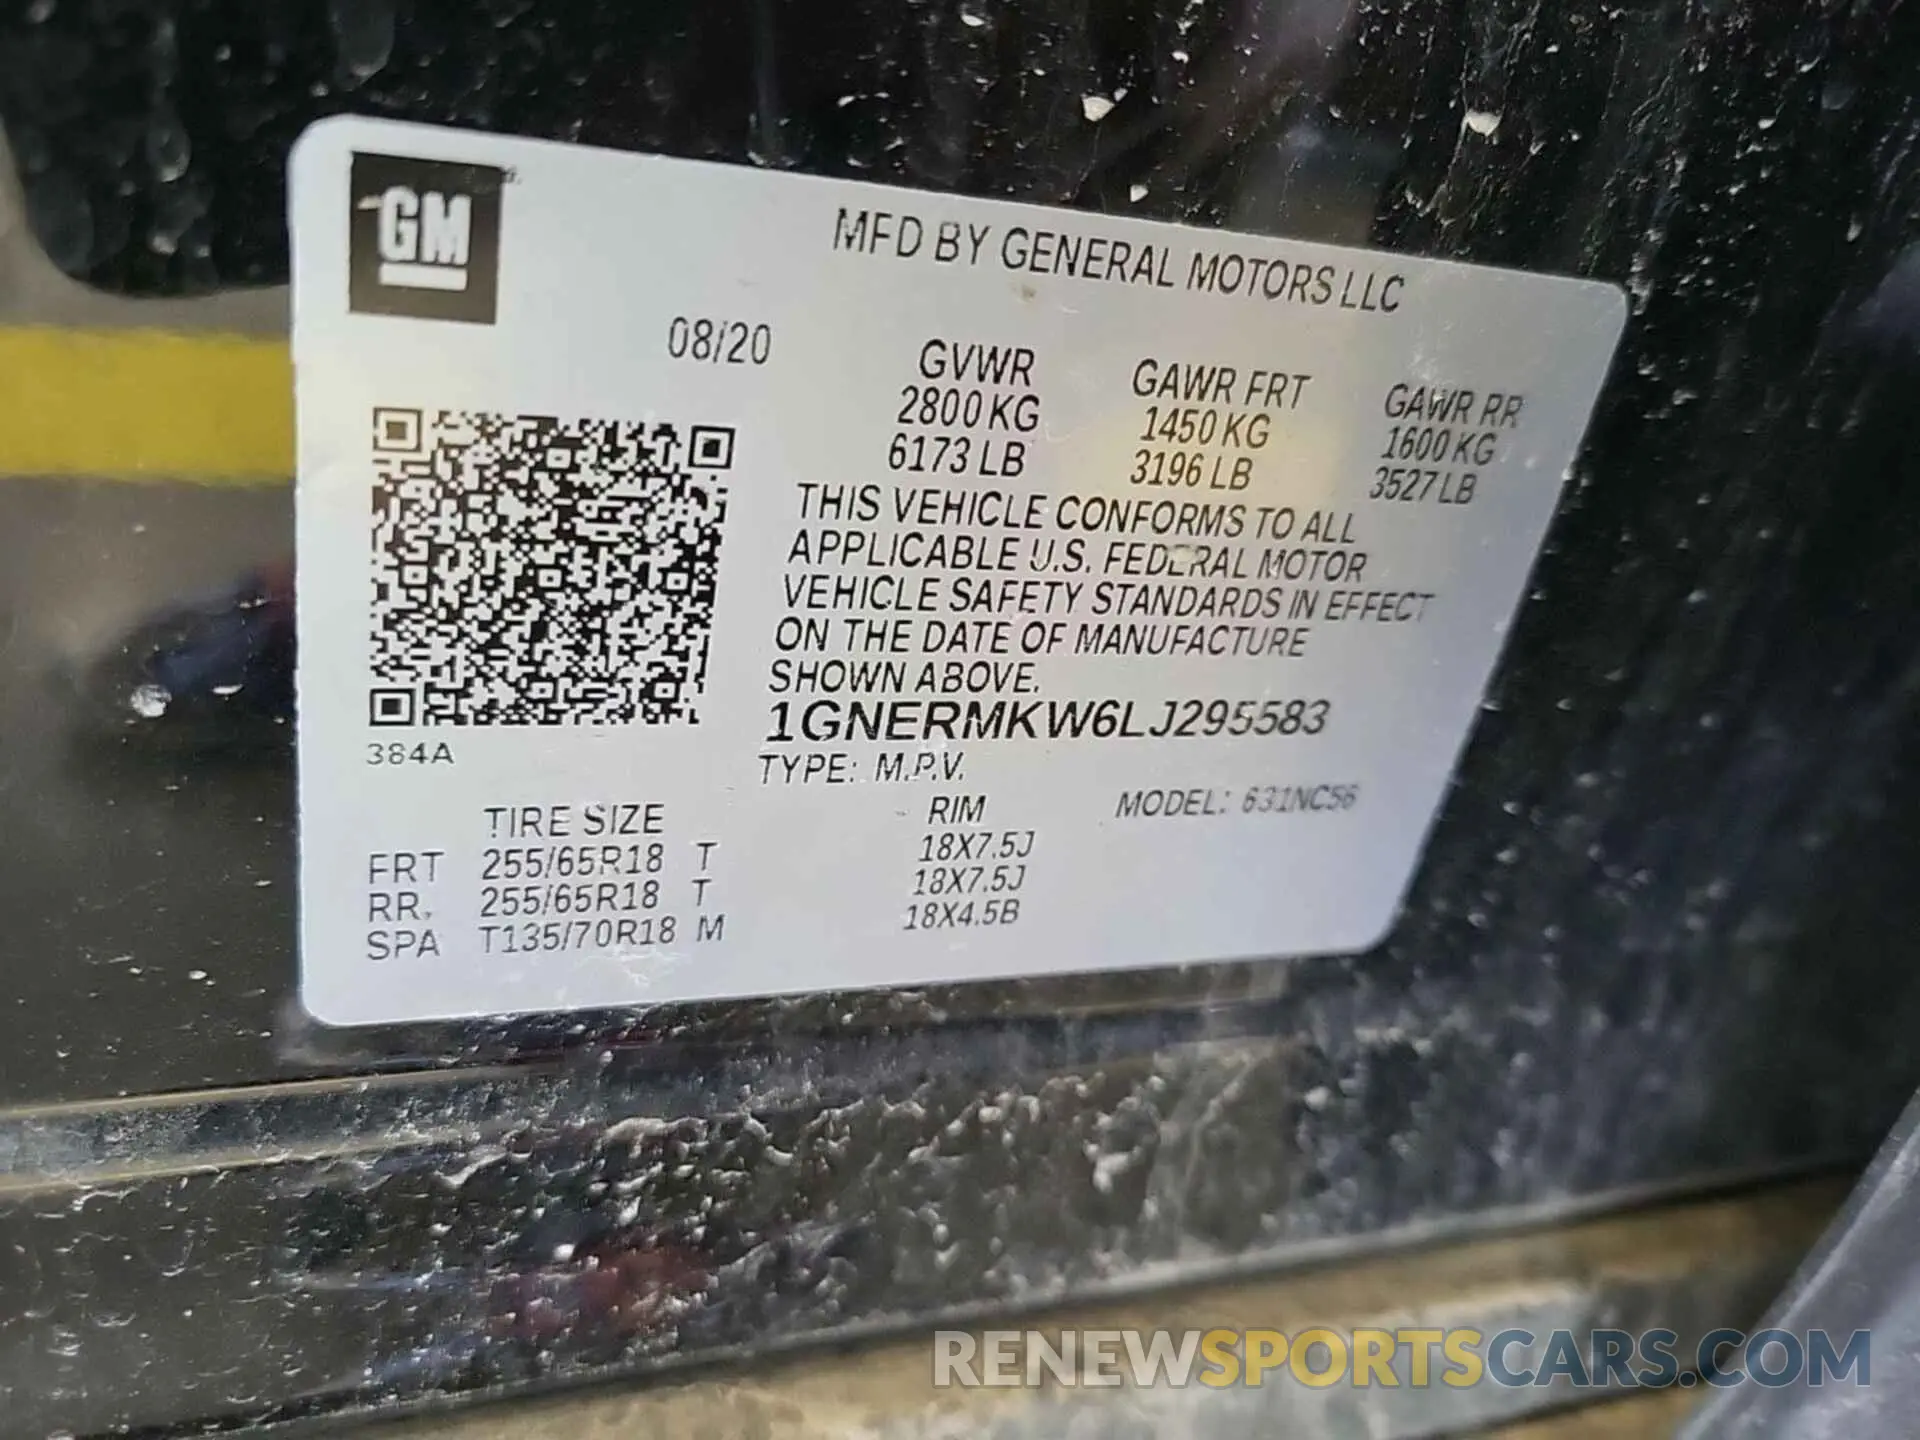 GM
MFD BY GENERAL MOTORS LLC
08/20
GVWR GAWR FRT GAWR RR
2800 KG 1450 KG 1600 KG
6173 LB 3196 LB 3527 LB
THIS VEHICLE CONFORMS TO ALL
APPLICABLE U.S. FEDERAL MOTOR
VEHICLE SAFETY STANDARDS IN EFFECT
ON THE DATE OF MANUFACTURE
SHOWN ABOVE.
1GNERMKW6LJ295583
384A
TYPE: M.P.V.
MODEL: 631NC56
TIRE SIZE RIM
FRT 255/65R18 T 18X7.5J
RR. 255/65R18 T 18X7.5J
SPA T135/70R18 M 18X4.5B
RENEWSPORTSCARS.COM